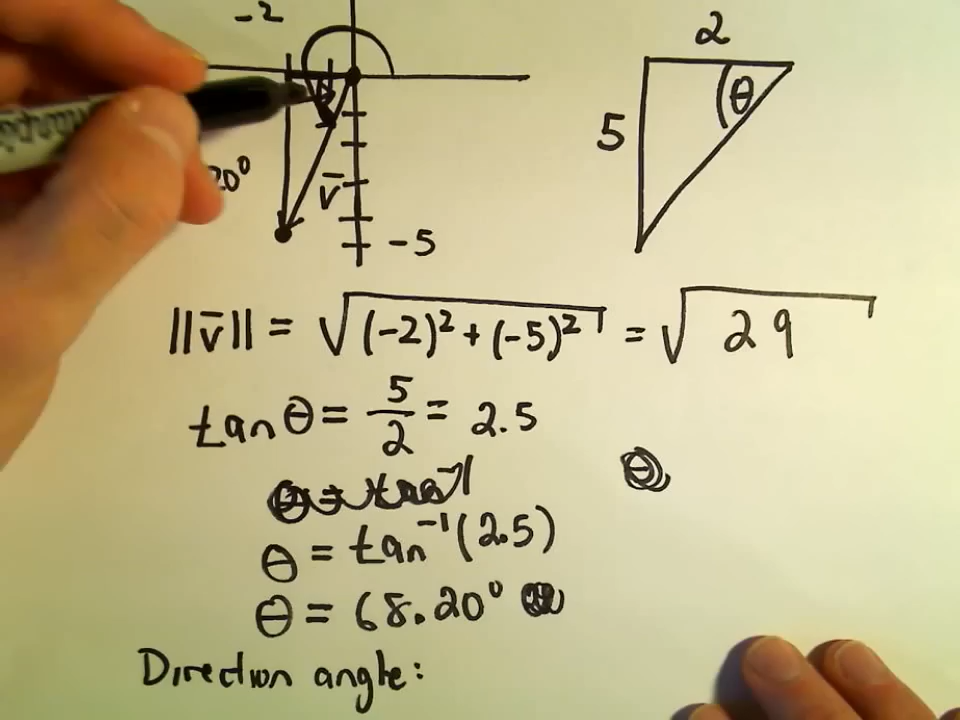 -2
2
θ
5
20°
v̄
-5
||v̄|| = √(-2)² + (-5)² = √29
tan θ = 5/2 = 2.5
θ = tan⁻¹(2.5)
θ = 68.20°
Direction angle: